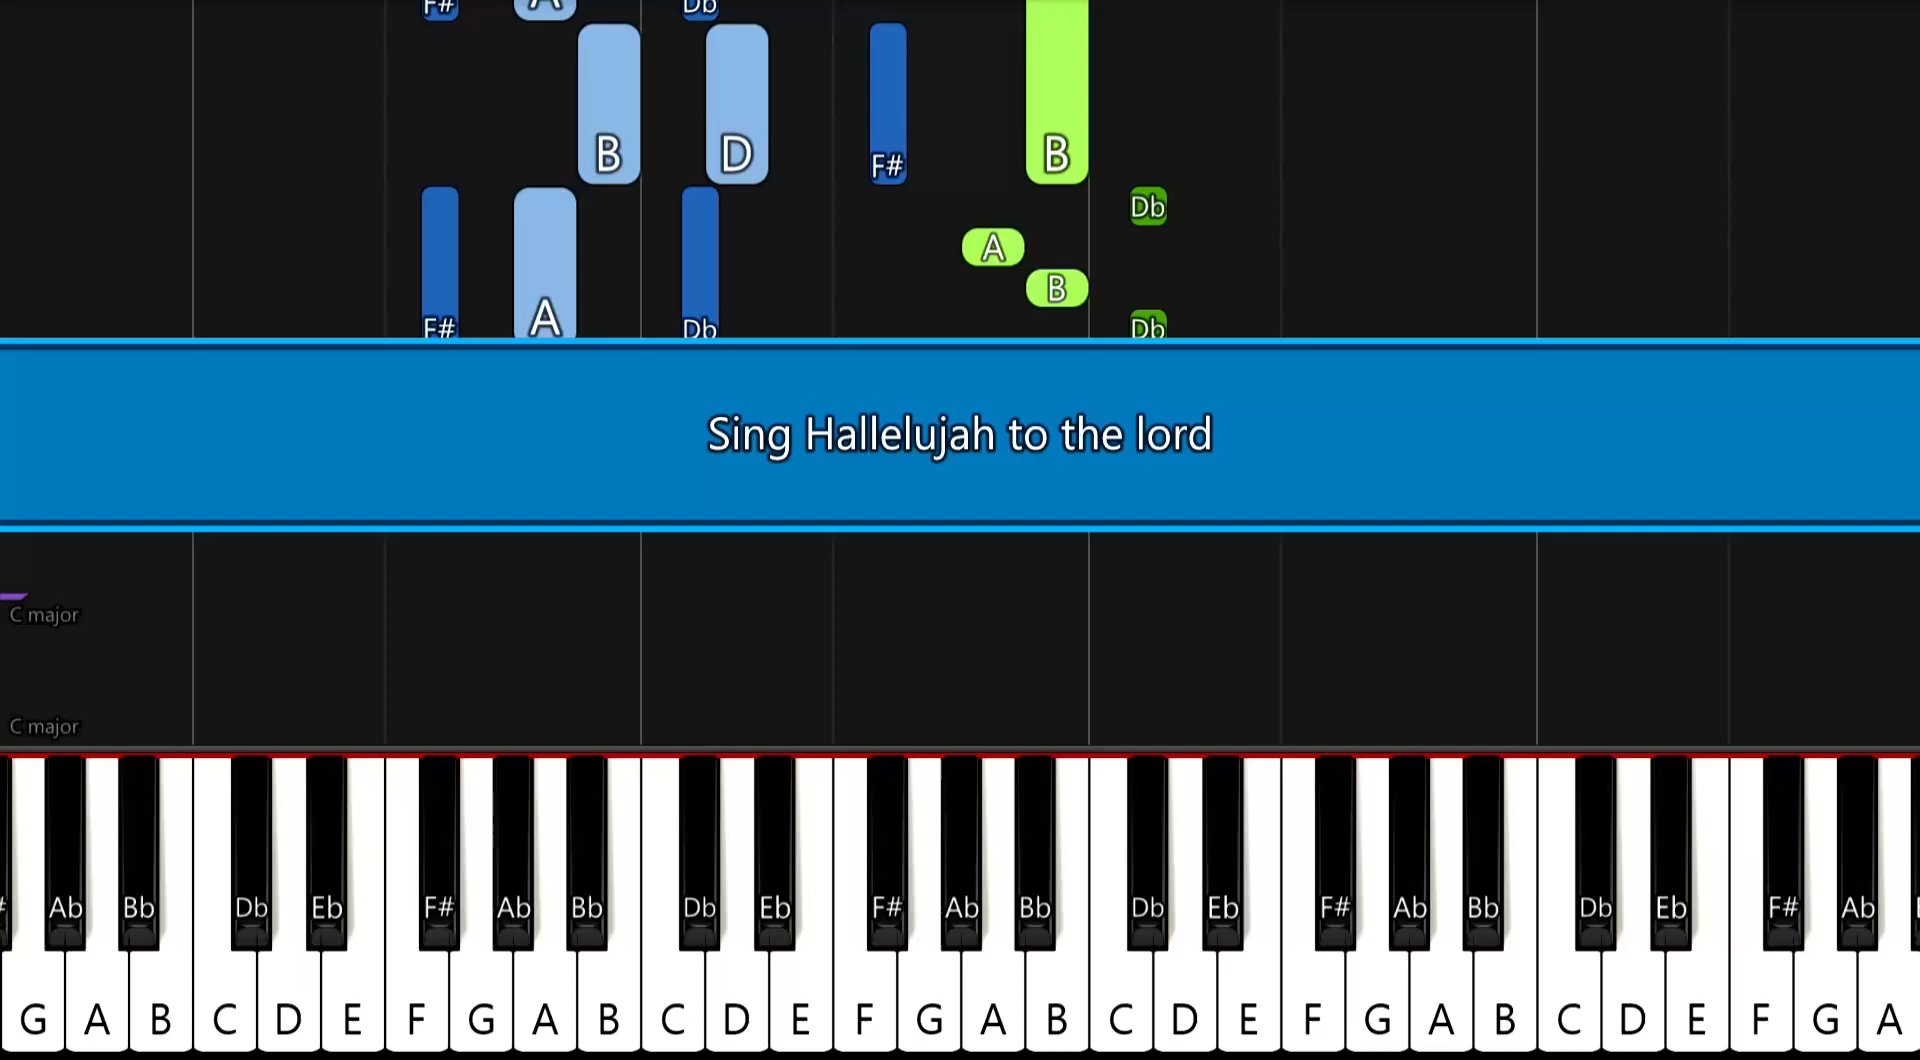 F# A Db
B D F# B
Db
A
B
F# A Db Db
Sing Hallelujah to the lord
C major
C major
# Ab Bb Db Eb F# Ab Bb Db Eb F# Ab Bb Db Eb F# Ab Bb Db Eb F# Ab
G A B C D E F G A B C D E F G A B C D E F G A B C D E F G A